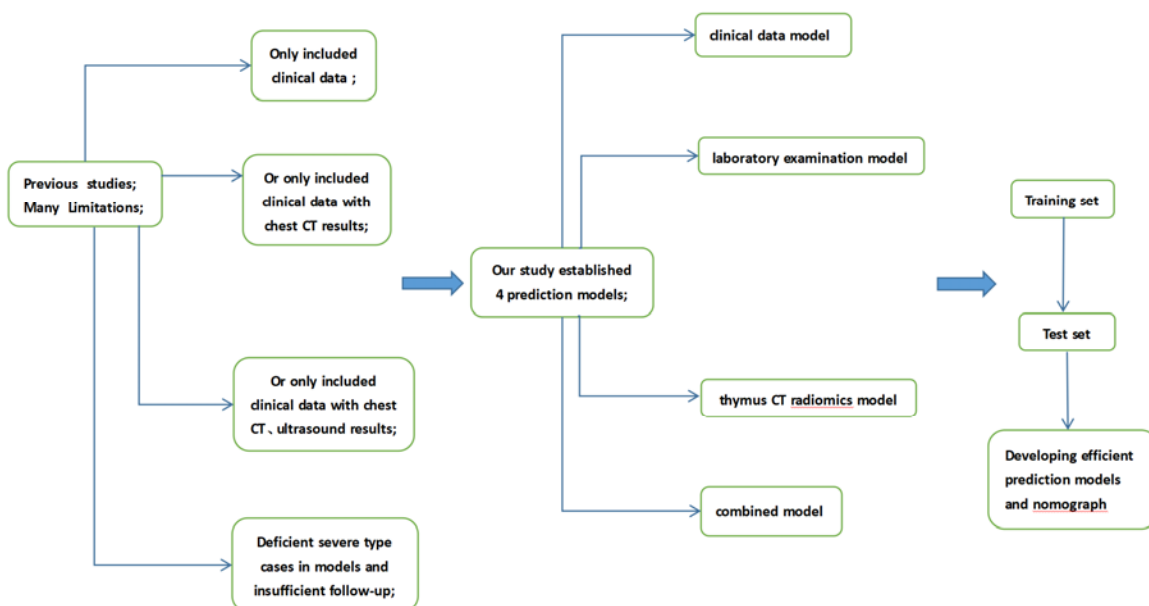 Only included
clinical data ;
Previous studies;
Many Limitations;
Or only included
clinical data with
chest CT results;
Or only included
clinical data with chest
CT、ultrasound results;
Deficient severe type
cases in models and
insufficient follow-up;
Our study established
4 prediction models;
clinical data model
laboratory examination model
thymus CT radiomics model
combined model
Training set
Test set
Developing efficient
prediction models
and nomograph